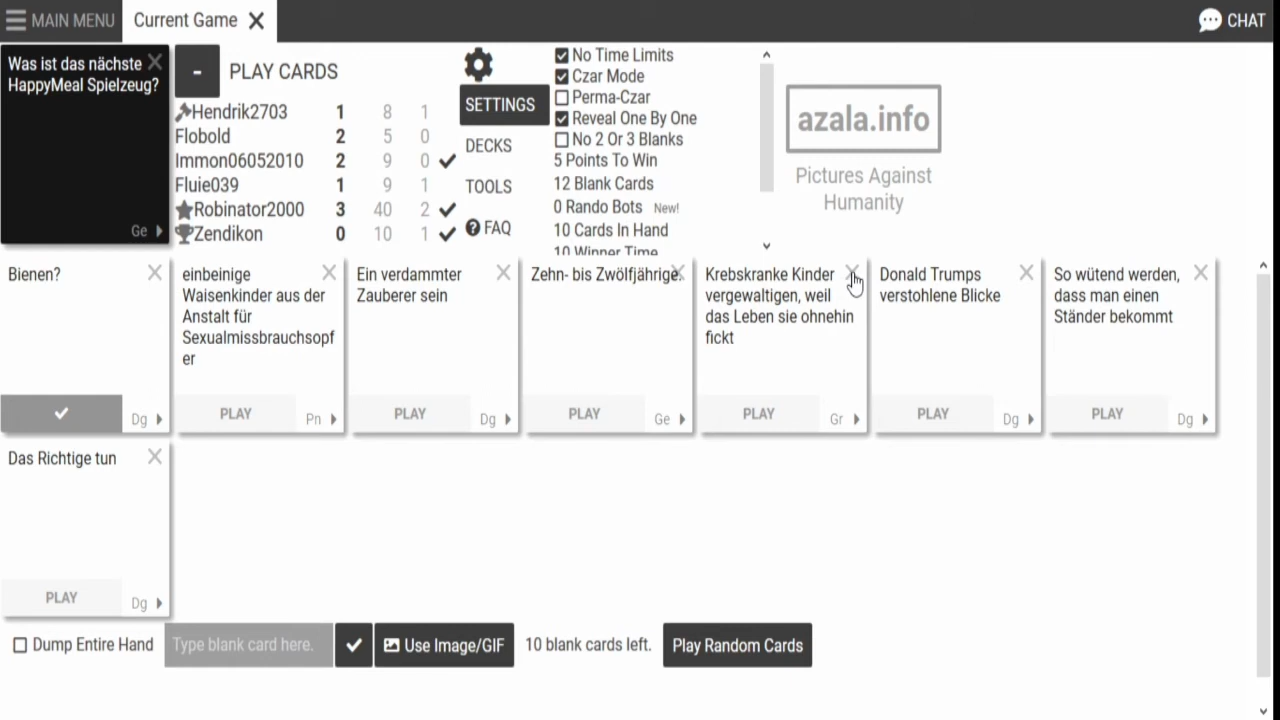 MAIN MENU
Current Game
CHAT
Was ist das nächste
HappyMeal Spielzeug?
Ge
-
PLAY CARDS
Hendrik2703 1 8 1
Flobold 2 5 0
Immon06052010 2 9 0
Fluie039 1 9 1
Robinator2000 3 40 2
Zendikon 0 10 1
SETTINGS
DECKS
TOOLS
FAQ
No Time Limits
Czar Mode
Perma-Czar
Reveal One By One
No 2 Or 3 Blanks
5 Points To Win
12 Blank Cards
0 Rando Bots New!
10 Cards In Hand
10 Winner Time
azala.info
Pictures Against
Humanity
Bienen?
Dg
einbeinige
Waisenkinder aus der
Anstalt für
Sexualmissbrauchsopf
er
PLAY
Pn
Ein verdammter
Zauberer sein
PLAY
Dg
Zehn- bis Zwölfjährige.
PLAY
Ge
Krebskranke Kinder
vergewaltigen, weil
das Leben sie ohnehin
fickt
PLAY
Gr
Donald Trumps
verstohlene Blicke
PLAY
Dg
So wütend werden,
dass man einen
Ständer bekommt
PLAY
Dg
Das Richtige tun
PLAY
Dg
Dump Entire Hand
Type blank card here.
Use Image/GIF
10 blank cards left.
Play Random Cards